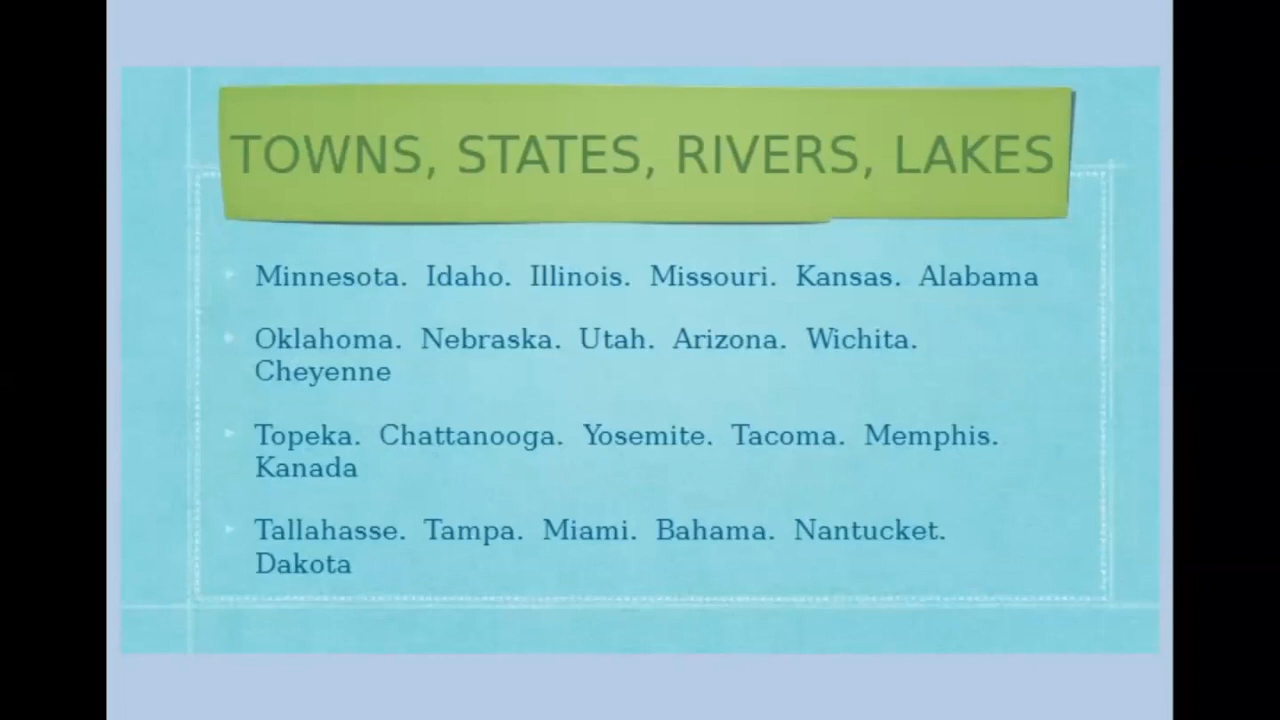 TOWNS, STATES, RIVERS, LAKES
Minnesota. Idaho. Illinois. Missouri. Kansas. Alabama
Oklahoma. Nebraska. Utah. Arizona. Wichita.
Cheyenne
Topeka. Chattanooga. Yosemite. Tacoma. Memphis.
Kanada
Tallahasse. Tampa. Miami. Bahama. Nantucket.
Dakota